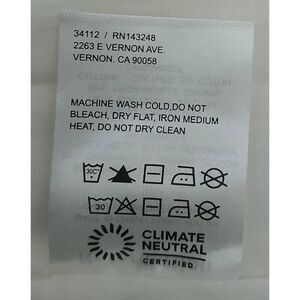 34112 / RN143248
2263 E VERNON AVE.
VERNON. CA 90058
MACHINE WASH COLD,DO NOT
BLEACH, DRY FLAT, IRON MEDIUM
HEAT, DO NOT DRY CLEAN
30C
30
CLIMATE
NEUTRAL
CERTIFIED